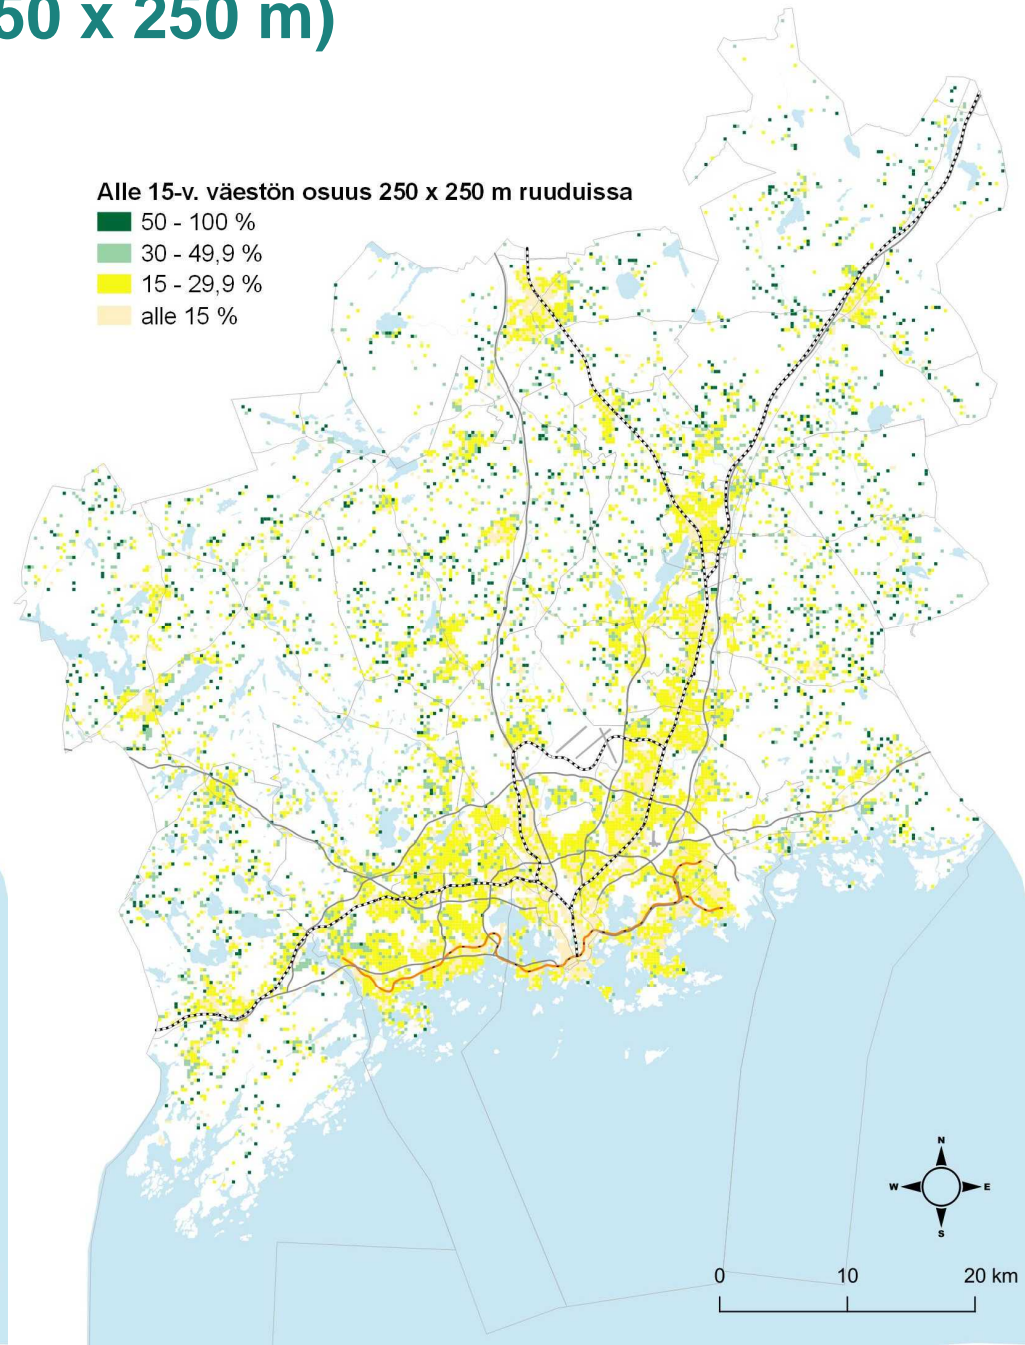 50 x 250 m)
Alle 15-v. väestön osuus 250 x 250 m ruuduissa
50 - 100 %
30 - 49,9 %
15 - 29,9 %
alle 15 %
N
W E
S
0 10 20 km